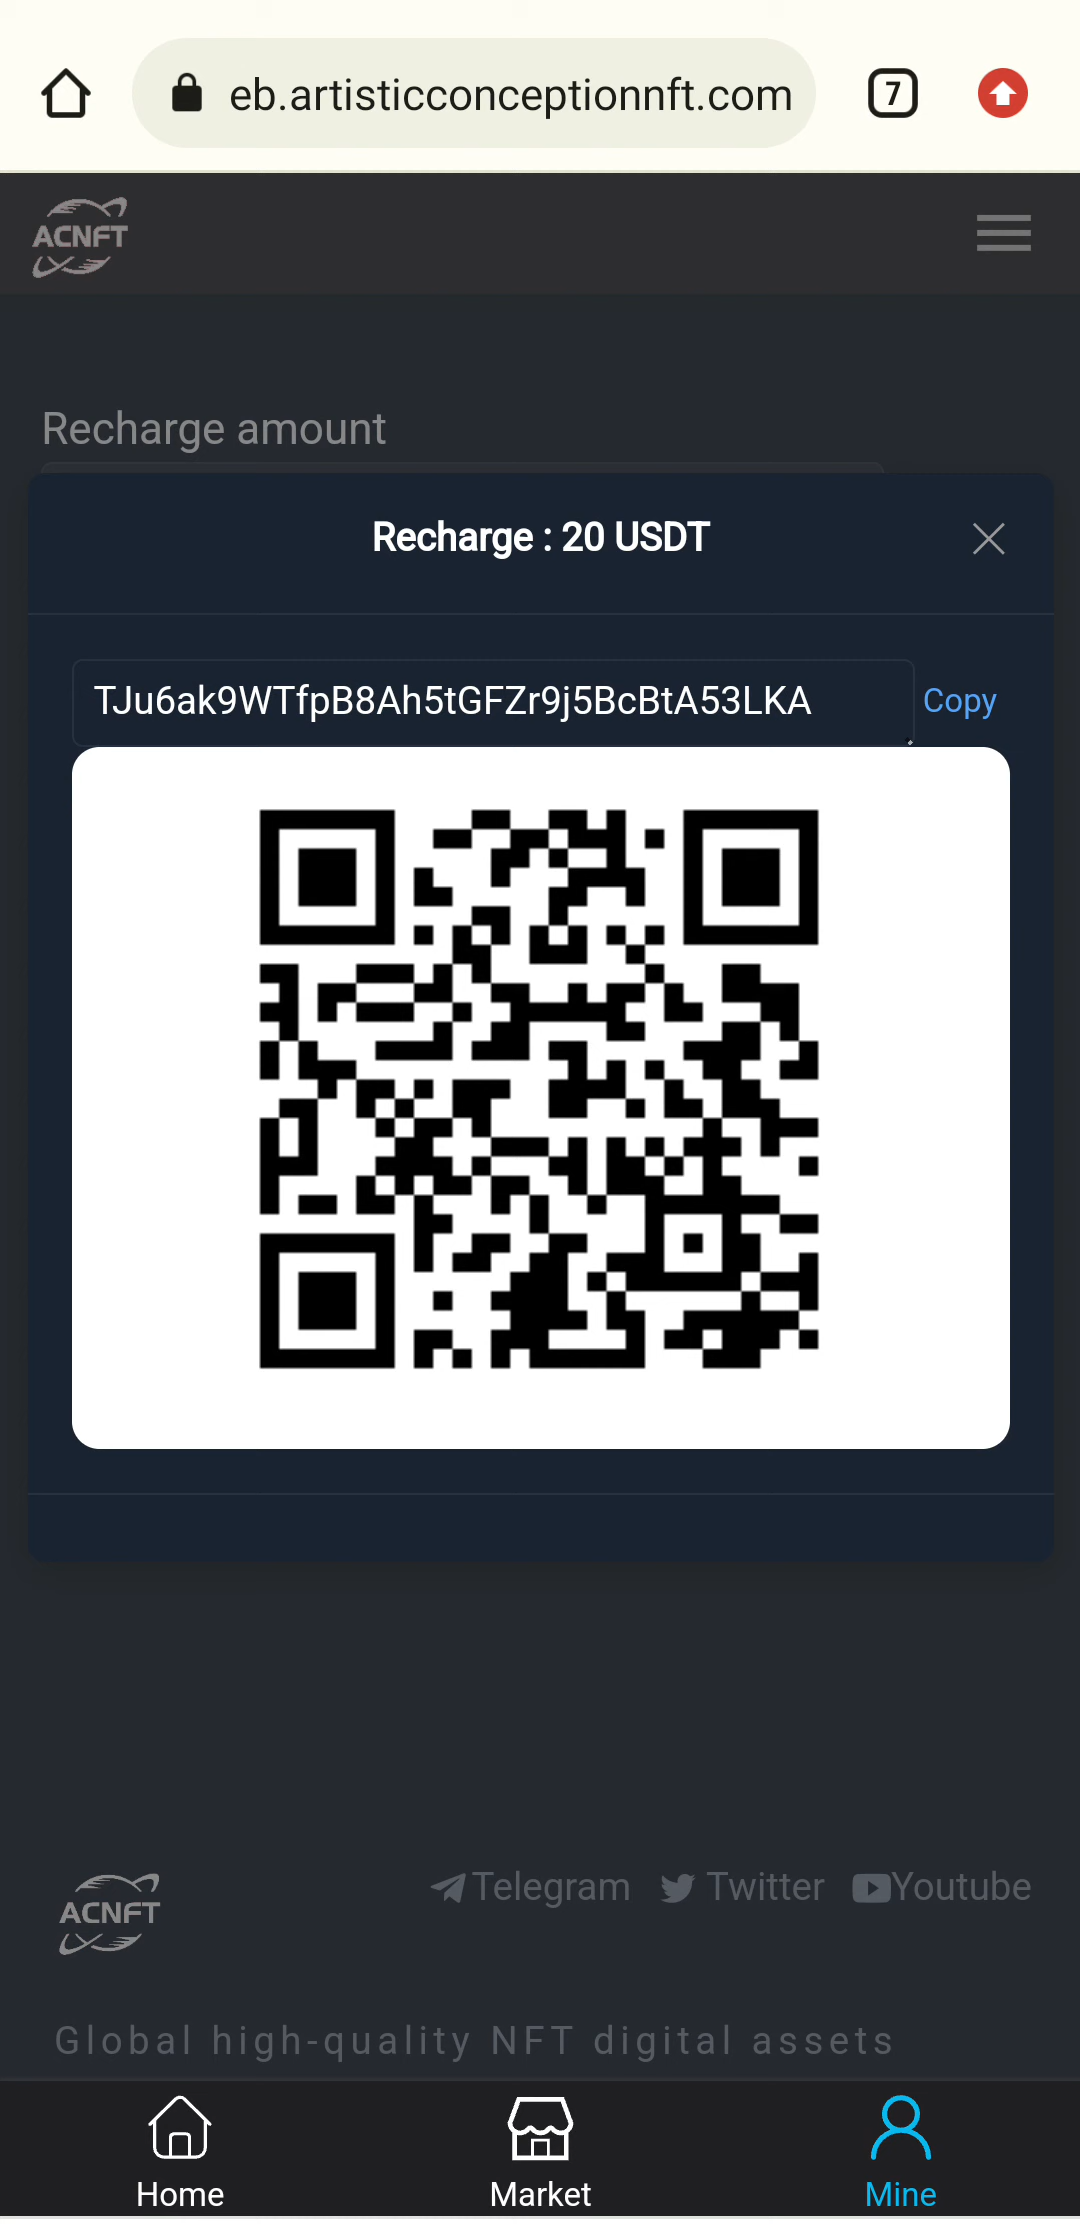 eb.artisticconceptionnft.com
7
ACNFT
Recharge amount
Recharge : 20 USDT
TJu6ak9WTfpB8Ah5tGFZr9j5BcBtA53LKA
Copy
ACNFT
Telegram Twitter Youtube
Global high-quality NFT digital assets
Home Market Mine